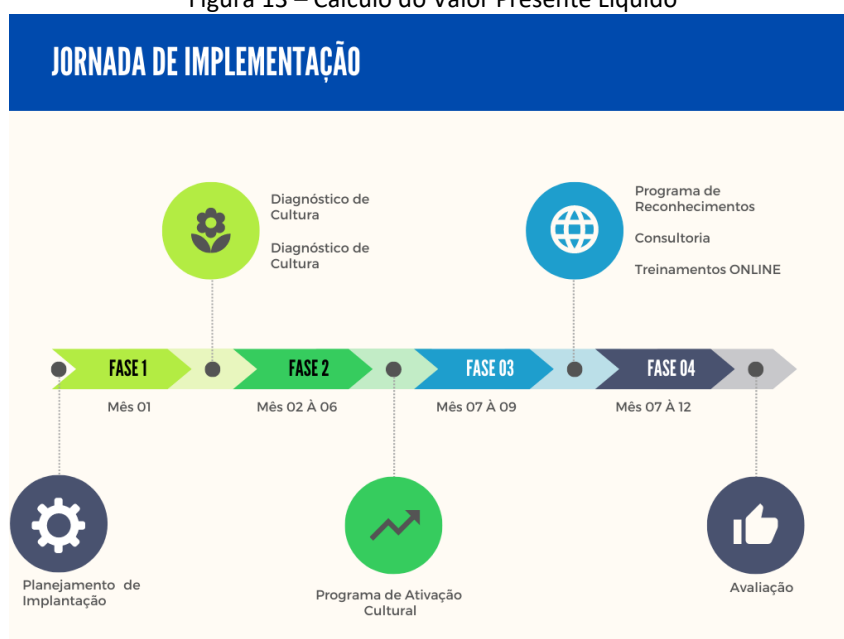 Figura 13 – Cálculo do Valor Presente Líquido
JORNADA DE IMPLEMENTAÇÃO
Diagnóstico de
Cultura
Diagnóstico de
Cultura
Programa de
Reconhecimentos
Consultoria
Treinamentos ONLINE
FASE 1
FASE 2
FASE 03
FASE 04
Mês 01
Mês 02 À 06
Mês 07 À 09
Mês 07 À 12
Planejamento de
Implantação
Programa de Ativação
Cultural
Avaliação